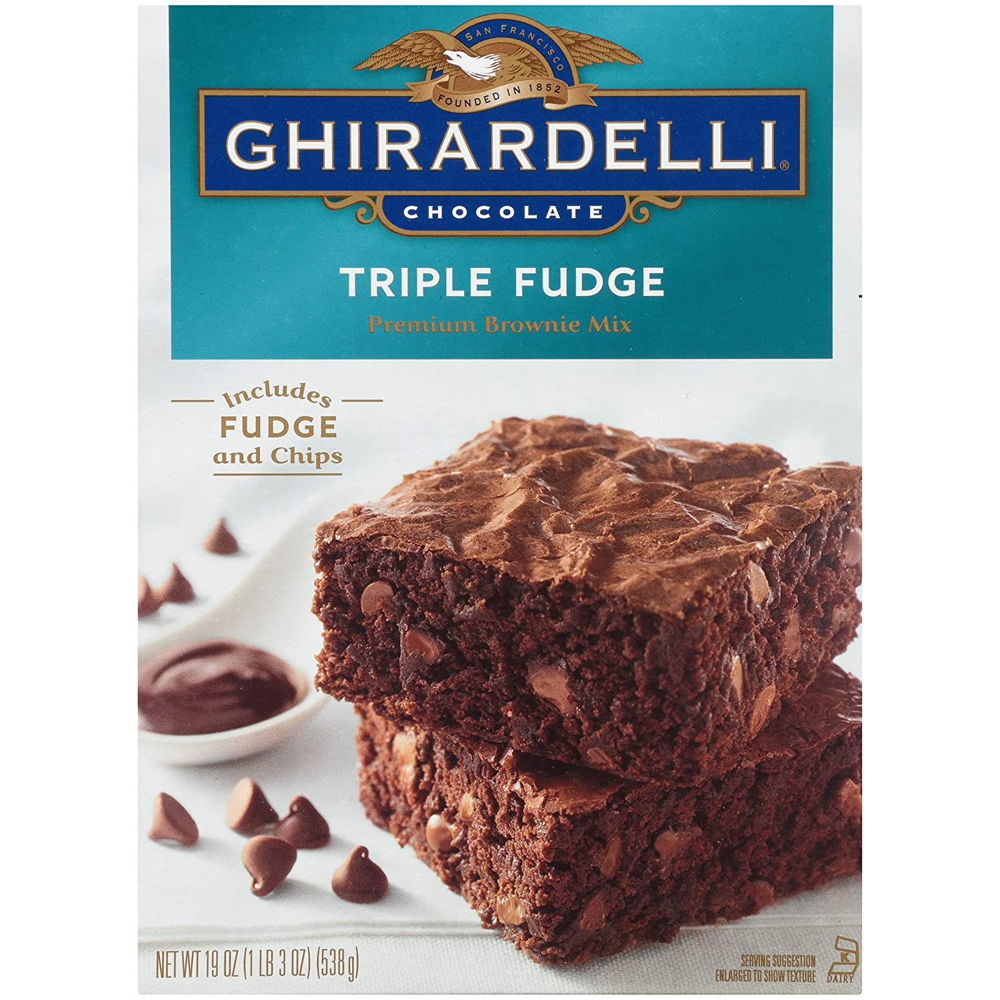 SAN FRANCISCO
FOUNDED IN 1852
GHIRARDELLI®
CHOCOLATE
TRIPLE FUDGE
Premium Brownie Mix
Includes
FUDGE
and Chips
NET WT 19 OZ (1 LB 3 OZ) (538g)
SERVING SUGGESTION
ENLARGED TO SHOW TEXTURE
K
DAIRY